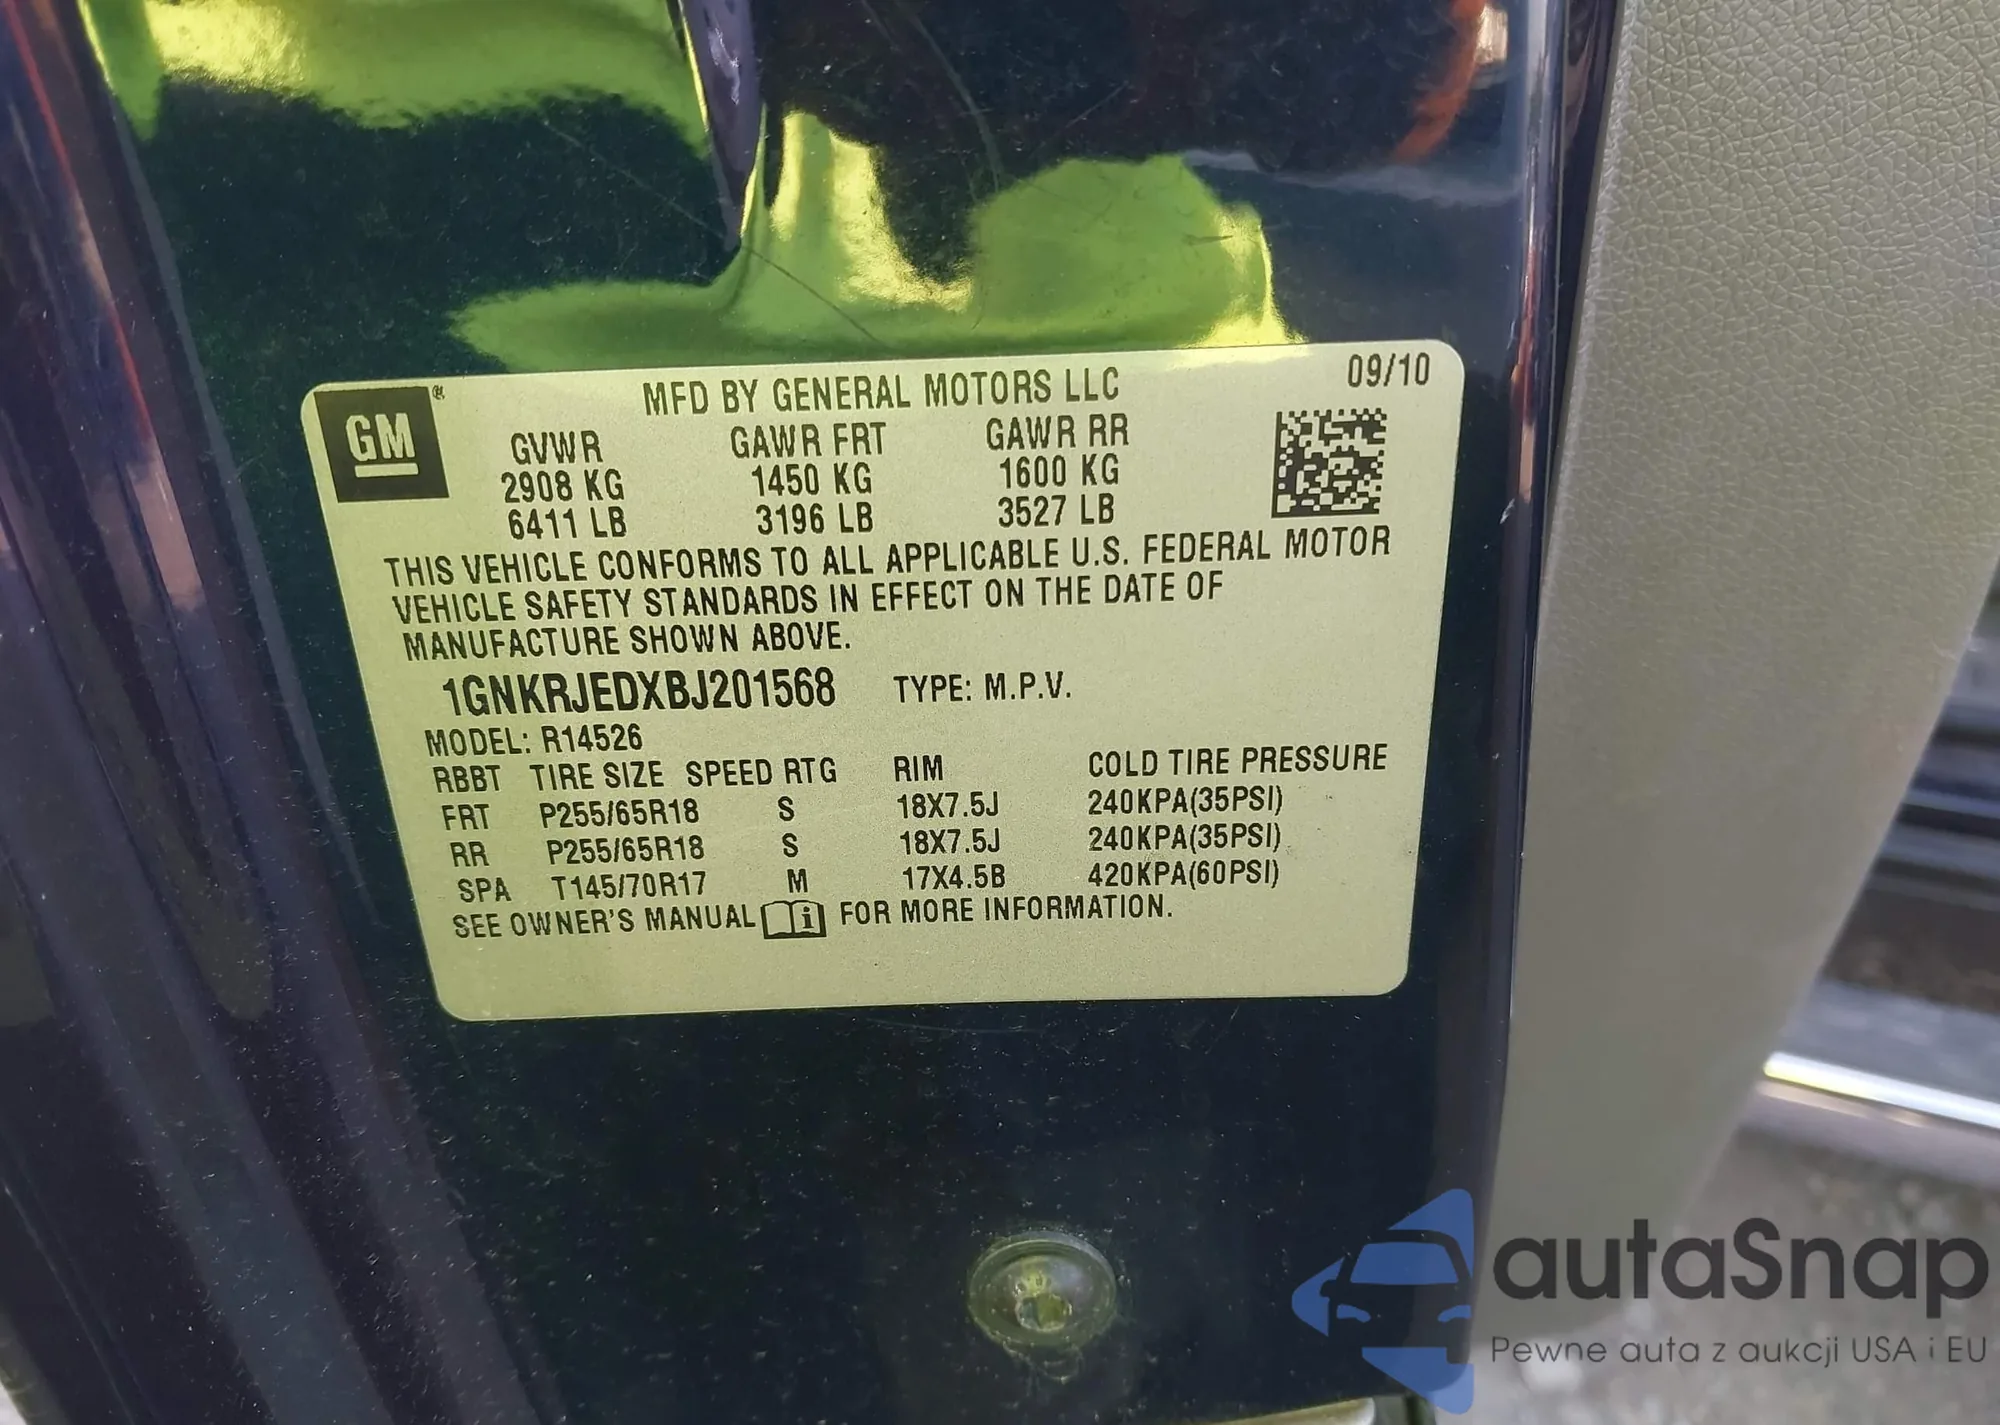 GM ®
MFD BY GENERAL MOTORS LLC 09/10
GVWR GAWR FRT GAWR RR
2908 KG 1450 KG 1600 KG
6411 LB 3196 LB 3527 LB
THIS VEHICLE CONFORMS TO ALL APPLICABLE U.S. FEDERAL MOTOR
VEHICLE SAFETY STANDARDS IN EFFECT ON THE DATE OF
MANUFACTURE SHOWN ABOVE.
1GNKRJEDXBJ201568 TYPE: M.P.V.
MODEL: R14526
RBBT TIRE SIZE SPEED RTG RIM COLD TIRE PRESSURE
FRT P255/65R18 S 18X7.5J 240KPA(35PSI)
RR P255/65R18 S 18X7.5J 240KPA(35PSI)
SPA T145/70R17 M 17X4.5B 420KPA(60PSI)
SEE OWNER'S MANUAL i FOR MORE INFORMATION.
autaSnap
Pewne auta z aukcji USA i EU